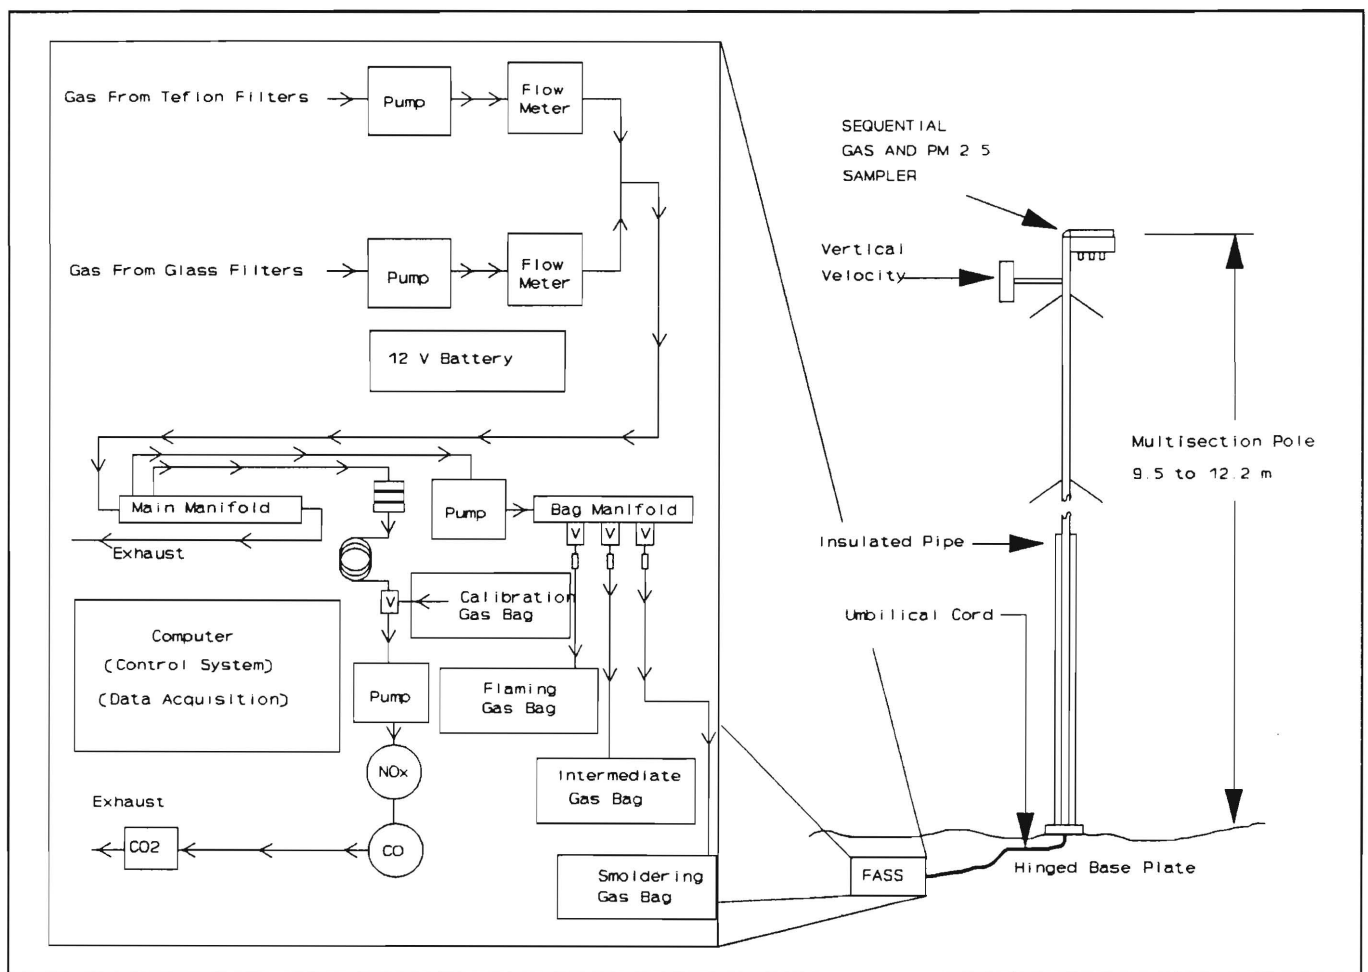 Gas From Teflon Filters
Pump
Flow
Meter
Gas From Glass Filters
Pump
Flow
Meter
12 V Battery
Main Manifold
Exhaust
Pump
Bag Manifold
V
V
V
V
Calibration
Gas Bag
Computer
(Control System)
(Data Acquisition)
Pump
Flaming
Gas Bag
NOx
Intermediate
Gas Bag
Exhaust
CO2
CO
Smoldering
Gas Bag
SEQUENTIAL
GAS AND PM 2 5
SAMPLER
Vertical
Velocity
Multisection Pole
9.5 to 12.2 m
Insulated Pipe
Umbilical Cord
FASS
Hinged Base Plate